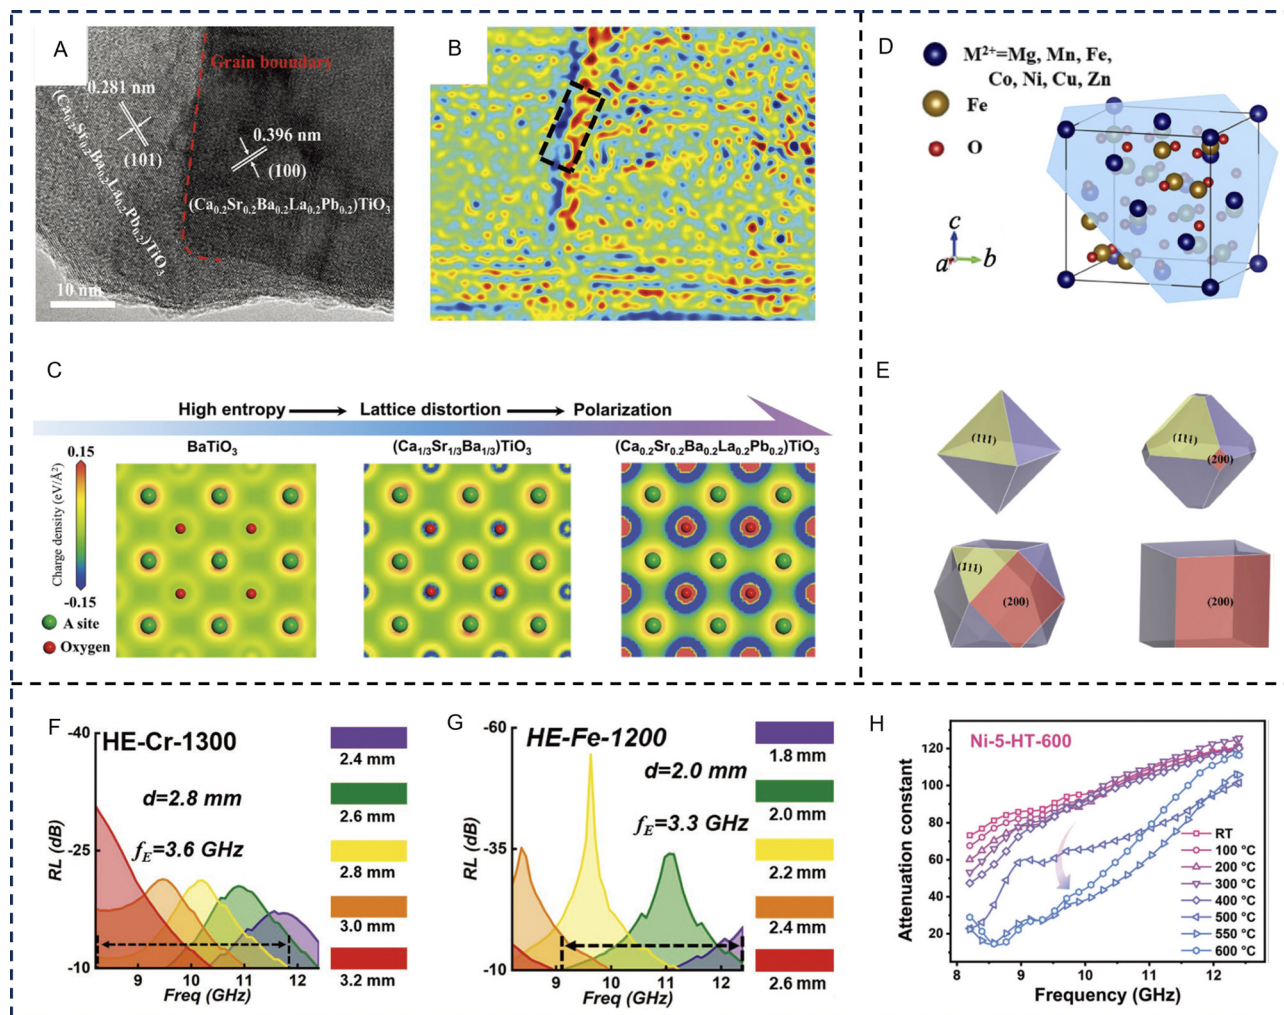 A
Grain boundary
0.281 nm
(101)
(Ca0.2Sr0.2Ba0.2La0.2Pb0.2)TiO3
0.396 nm
(100)
(Ca0.2Sr0.2Ba0.2La0.2Pb0.2)TiO3
10 nm
B
C
High entropy
Lattice distortion
Polarization
BaTiO3
(Ca1/3Sr1/3Ba1/3)TiO3
(Ca0.2Sr0.2Ba0.2La0.2Pb0.2)TiO3
0.15
Charge density (eV/Å2)
-0.15
A site
Oxygen
D
M2+=Mg, Mn, Fe,
Co, Ni, Cu, Zn
Fe
O
c
a
b
E
(111)
(111)
(200)
(111)
(200)
(200)
F
HE-Cr-1300
d=2.8 mm
fE=3.6 GHz
-40
-25
-10
RL (dB)
9
10
11
12
Freq (GHz)
2.4 mm
2.6 mm
2.8 mm
3.0 mm
3.2 mm
G
HE-Fe-1200
d=2.0 mm
fE=3.3 GHz
-60
-35
-10
RL (dB)
9
10
11
12
Freq (GHz)
1.8 mm
2.0 mm
2.2 mm
2.4 mm
2.6 mm
H
Ni-5-HT-600
Attenuation constant
120
100
80
60
40
20
8
9
10
11
12
Frequency (GHz)
RT
100 °C
200 °C
300 °C
400 °C
500 °C
550 °C
600 °C